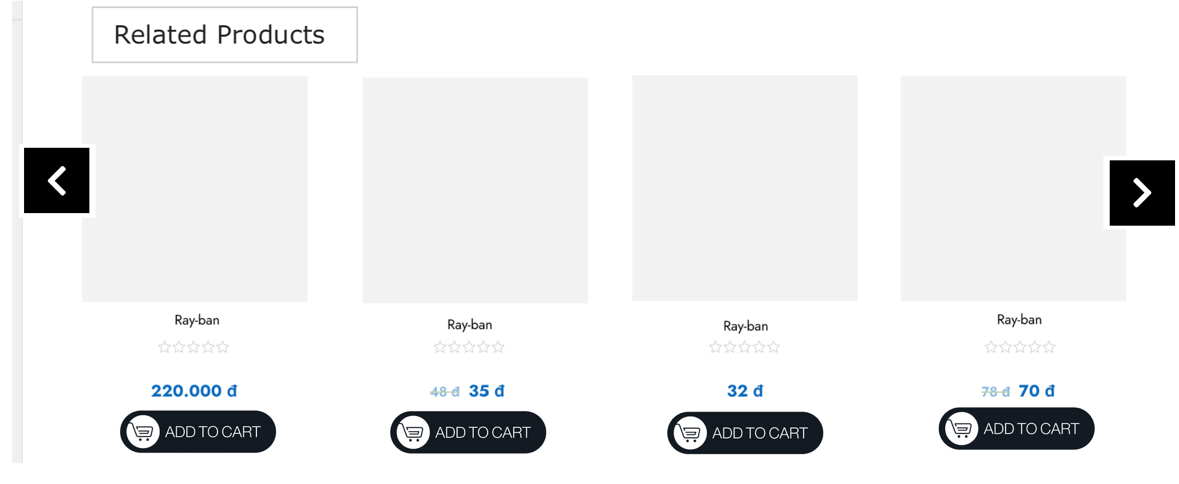 Related Products
Ray-ban
220.000 đ
ADD TO CART
Ray-ban
48 đ 35 đ
ADD TO CART
Ray-ban
32 đ
ADD TO CART
Ray-ban
78 đ 70 đ
ADD TO CART